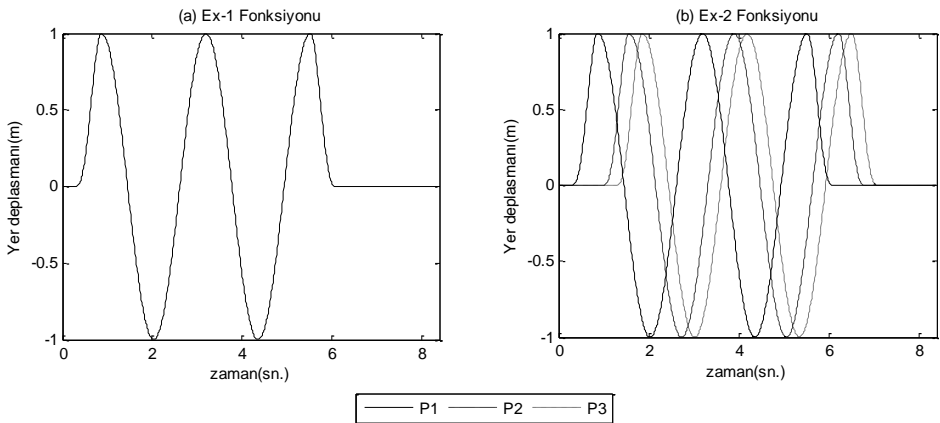 (a) Ex-1 Fonksiyonu
1
0.5
0
-0.5
-1
Yer deplasmanı(m)
0 2 4 6 8
zaman(sn.)
(b) Ex-2 Fonksiyonu
1
0.5
0
-0.5
-1
Yer deplasmanı(m)
0 2 4 6 8
zaman(sn.)
P1 P2 P3